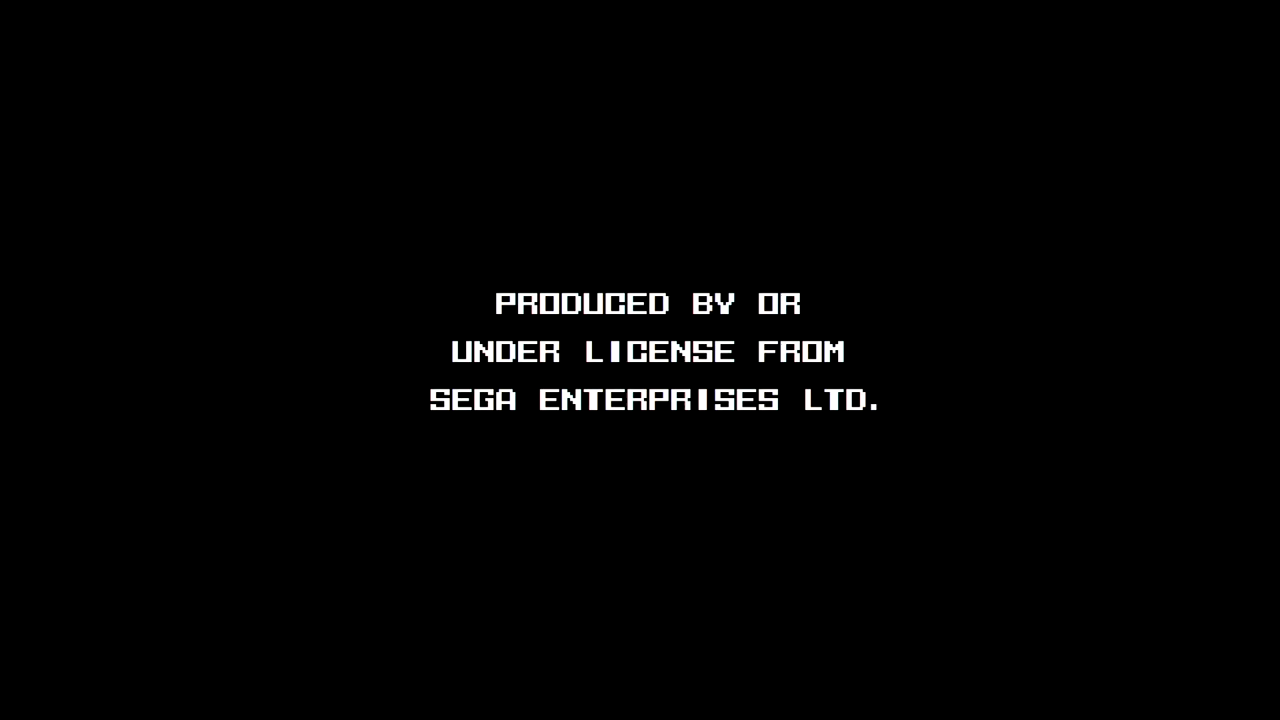 PRODUCED BY OR
UNDER LICENSE FROM
SEGA ENTERPRISES LTD.